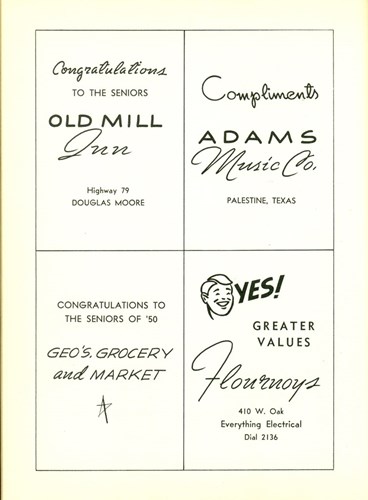 Congratulations
TO THE SENIORS
OLD MILL
Inn
Highway 79
DOUGLAS MOORE
Compliments
ADAMS
Music Co.
PALESTINE, TEXAS
CONGRATULATIONS TO
THE SENIORS OF '50
GEO'S. GROCERY
and MARKET
YES!
GREATER
VALUES
Flournoys
410 W. Oak
Everything Electrical
Dial 2136